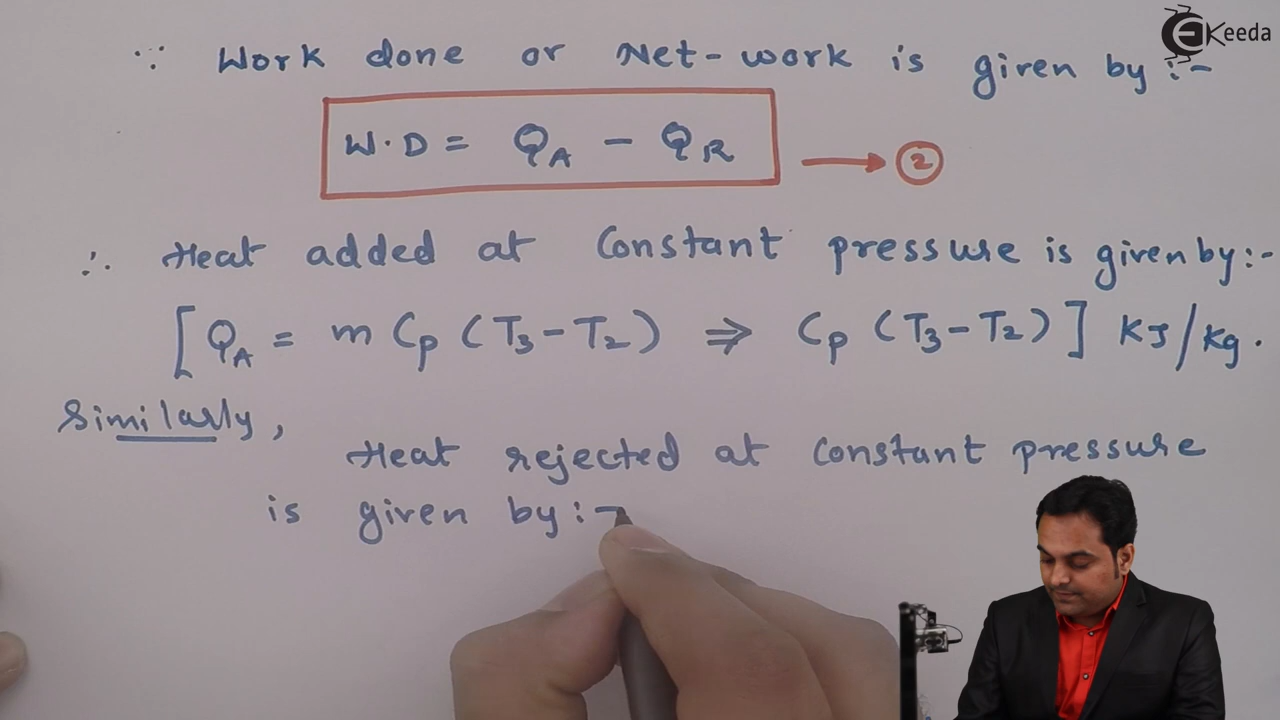 Keeda
∵ Work done or Net-work is given by :-
W.D = QA - QR → 2
∴ Heat added at Constant pressure is given by:-
[QA = m Cp (T3-T2) ⇒ Cp (T3-T2)] KJ/Kg.
Similarly,
Heat rejected at constant pressure
is given by:-